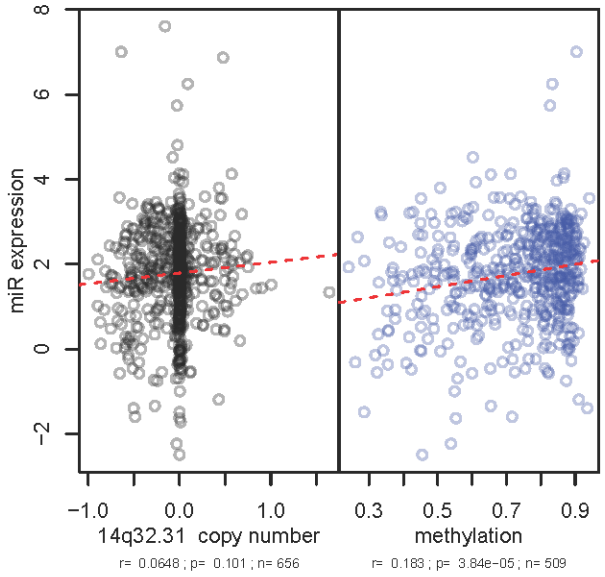 8
6
4
2
0
−2
miR expression
−1.0 0.0 1.0 0.3 0.5 0.7 0.9
14q32.31 copy number methylation
r= 0.0648 ; p= 0.101 ; n= 656 r= 0.183 ; p= 3.84e−05 ; n= 509